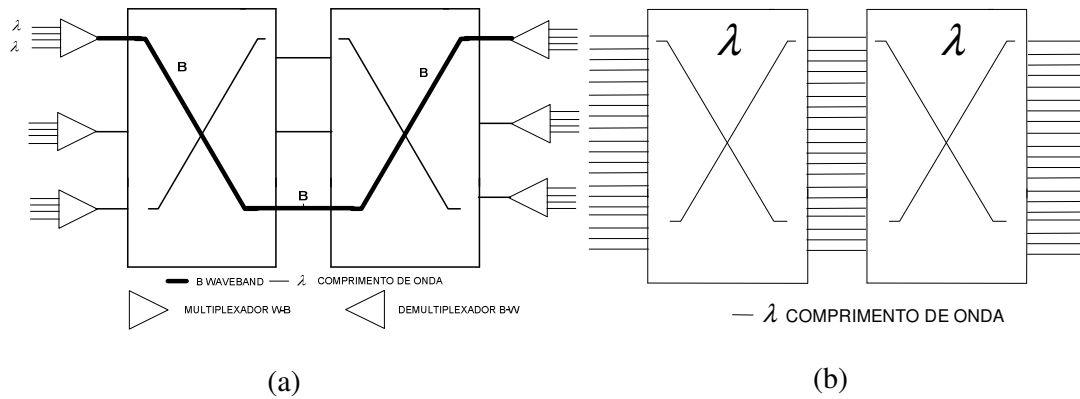 λ
λ
B
B
B
B WAVEBAND λ COMPRIMENTO DE ONDA
MULTIPLEXADOR W-B DEMULTIPLEXADOR B-W
(a)
λ λ
λ COMPRIMENTO DE ONDA
(b)